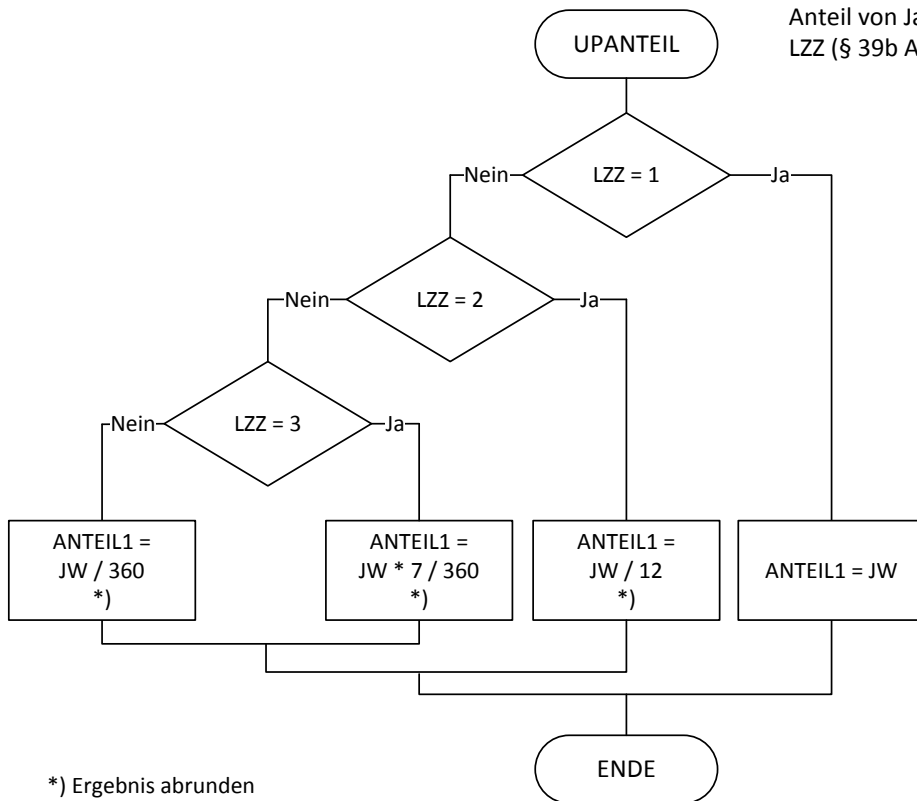 UPANTEIL
Anteil von
LZZ (§ 39b
LZZ = 1
Nein
Ja
LZZ = 2
Nein
Ja
LZZ = 3
Nein
Ja
ANTEIL1 =
JW / 360
*)
ANTEIL1 =
JW * 7 / 360
*)
ANTEIL1 =
JW / 12
*)
ANTEIL1 = JW
ENDE
*) Ergebnis abrunden